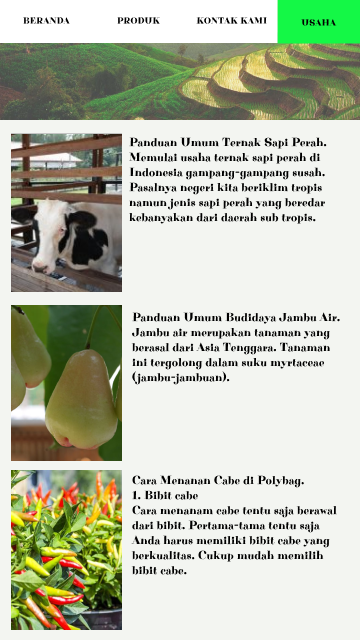 BERANDA PRODUK KONTAK KAMI USAHA
Panduan Umum Ternak Sapi Perah.
Memulai usaha ternak sapi perah di
Indonesia gampang-gampang susah.
Pasalnya negeri kita beriklim tropis
namun jenis sapi perah yang beredar
kebanyakan dari daerah sub tropis.
Panduan Umum Budidaya Jambu Air.
Jambu air merupakan tanaman yang
berasal dari Asia Tenggara. Tanaman
ini tergolong dalam suku myrtaceae
(jambu-jambuan).
Cara Menanan Cabe di Polybag.
1. Bibit cabe
Cara menanam cabe tentu saja berawal
dari bibit. Pertama-tama tentu saja
Anda harus memiliki bibit cabe yang
berkualitas. Cukup mudah memilih
bibit cabe.